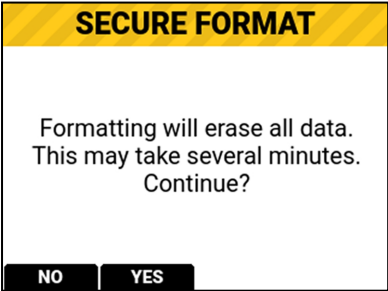 SECURE FORMAT
Formatting will erase all data.
This may take several minutes.
Continue?
NO YES